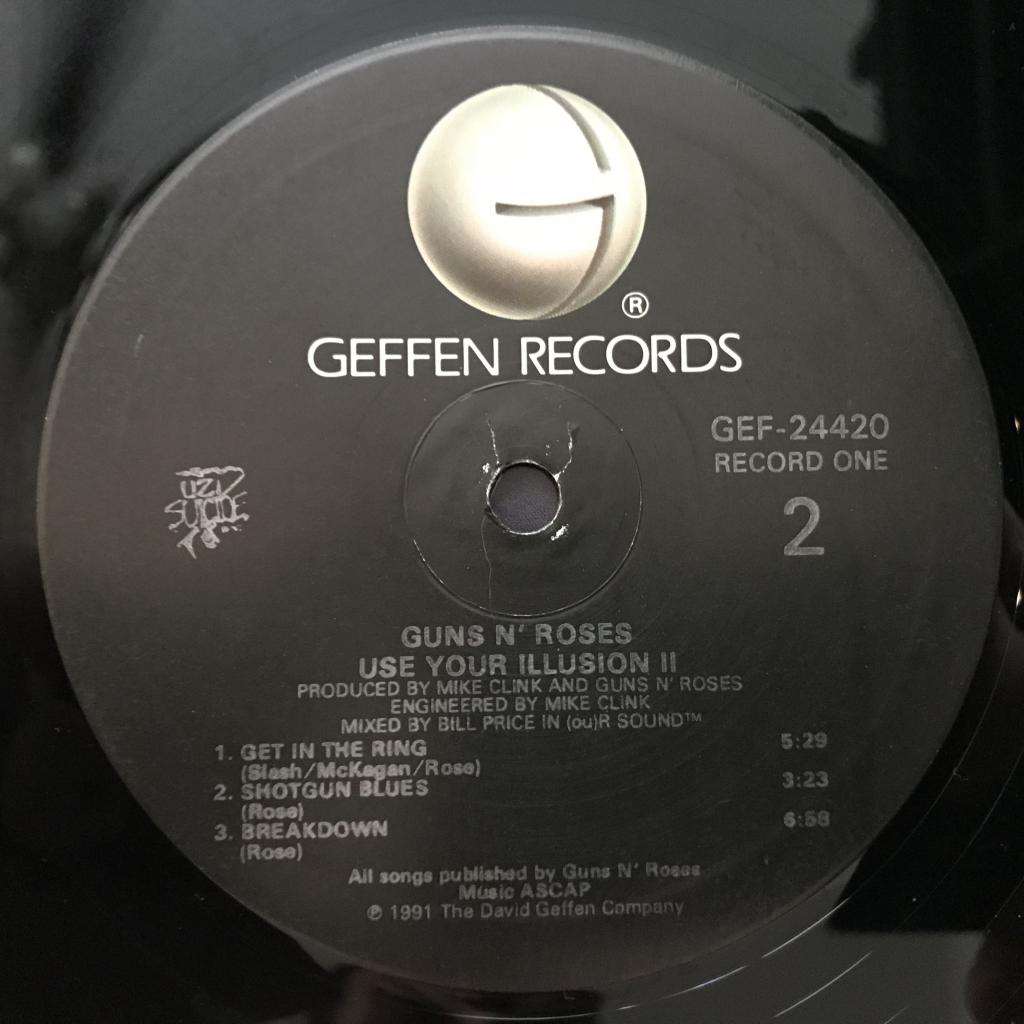 ®
GEFFEN RECORDS
GEF-24420
RECORD ONE
2
UZI
SUICIDE
GUNS N' ROSES
USE YOUR ILLUSION II
PRODUCED BY MIKE CLINK AND GUNS N' ROSES
ENGINEERED BY MIKE CLINK
MIXED BY BILL PRICE IN (ou)R SOUND™
1. GET IN THE RING 5:29
(Slash/McKagan/Rose)
2. SHOTGUN BLUES 3:23
(Rose)
3. BREAKDOWN 6:58
(Rose)
All songs published by Guns N' Roses
Music ASCAP
℗ 1991 The David Geffen Company